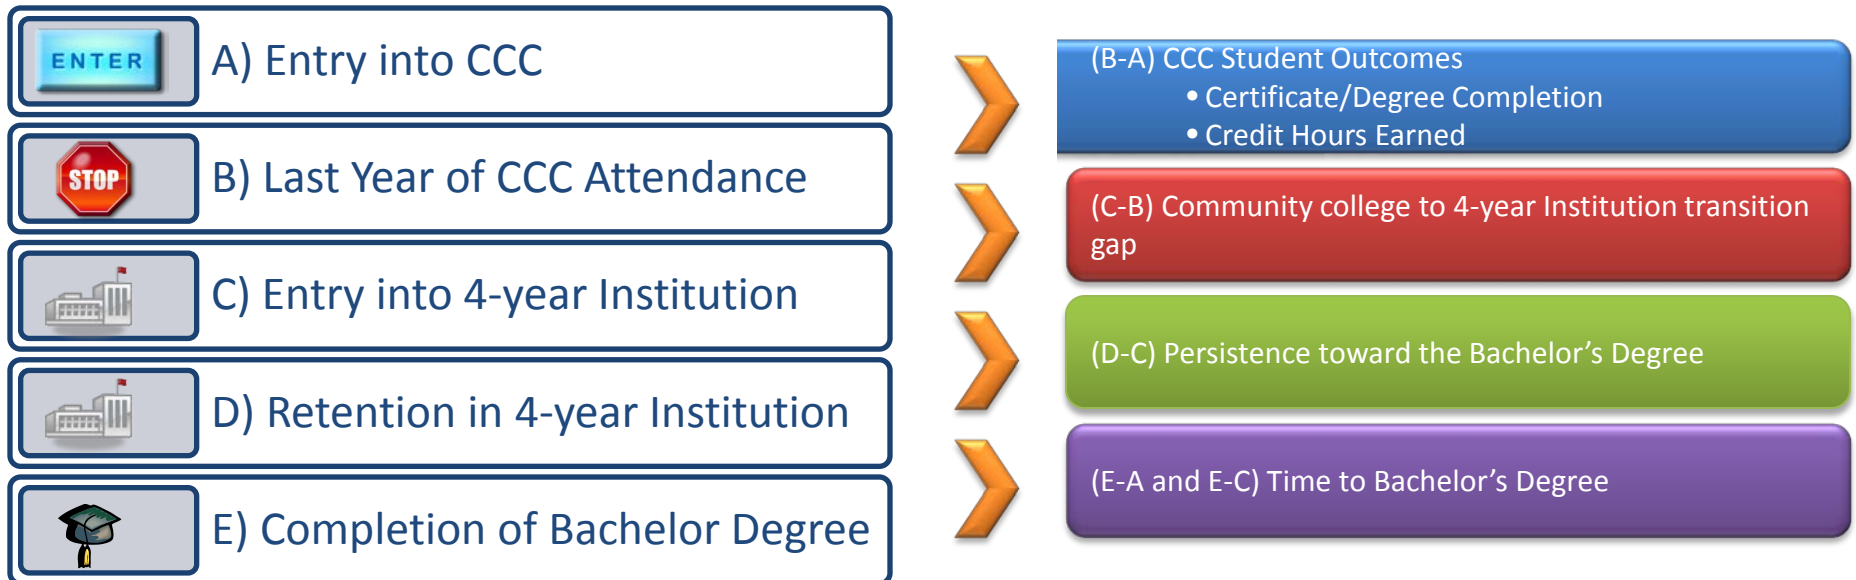 ENTER
A) Entry into CCC
STOP
B) Last Year of CCC Attendance
C) Entry into 4-year Institution
D) Retention in 4-year Institution
E) Completion of Bachelor Degree
(B-A) CCC Student Outcomes
• Certificate/Degree Completion
• Credit Hours Earned
(C-B) Community college to 4-year Institution transition
gap
(D-C) Persistence toward the Bachelor’s Degree
(E-A and E-C) Time to Bachelor’s Degree